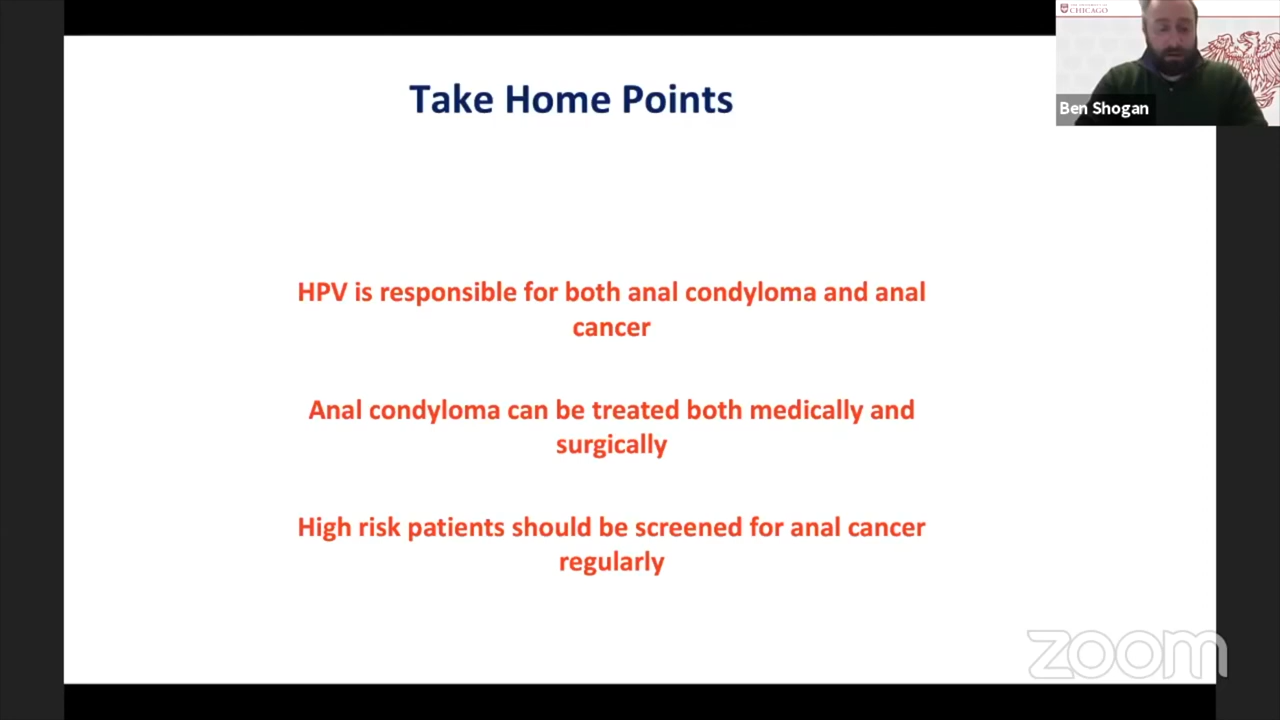 CHICAGO
Ben Shogan
Take Home Points
HPV is responsible for both anal condyloma and anal
cancer
Anal condyloma can be treated both medically and
surgically
High risk patients should be screened for anal cancer
regularly
zoom